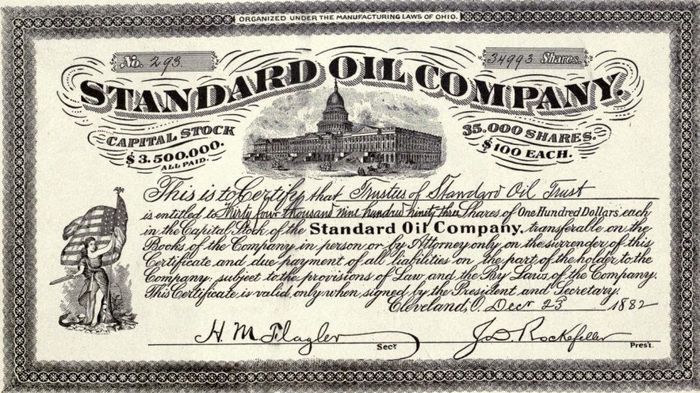 ORGANIZED UNDER THE MANUFACTURING LAWS OF OHIO.
No. 293
34993 Shares
STANDARD OIL COMPANY.
CAPITAL STOCK
$3.500.000.
ALL PAID.
35.000 SHARES.
$100 EACH.
This is to Certify that Trustees of Standard Oil Trust
is entitled to Thirty four thousand nine hundred ninety three Shares of One Hundred Dollars each
in the Capital Stock of the Standard Oil Company, transferable on the
Books of the Company in person or by Attorney only on the surrender of this
Certificate and due payment of all liabilities on the part of the holder to the
Company, subject to the provisions of Law and the By Laws of the Company.
This Certificate is valid only when signed by the President and Secretary.
Cleveland, O. Decr 23 1882
H. M. Flagler Secy
J. D. Rockefeller Prest.